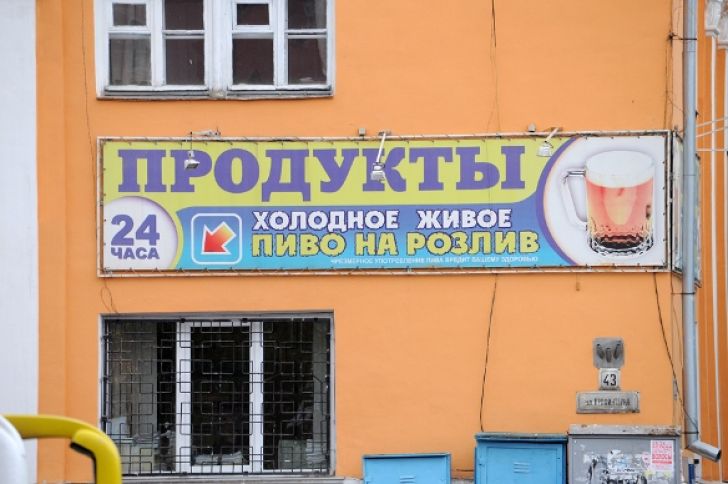 ПРОДУКТЫ
24
ЧАСА
ХОЛОДНОЕ ЖИВОЕ
ПИВО НА РОЗЛИВ
ЧРЕЗМЕРНОЕ УПОТРЕБЛЕНИЕ ПИВА ВРЕДИТ ВАШЕМУ ЗДОРОВЬЮ
43